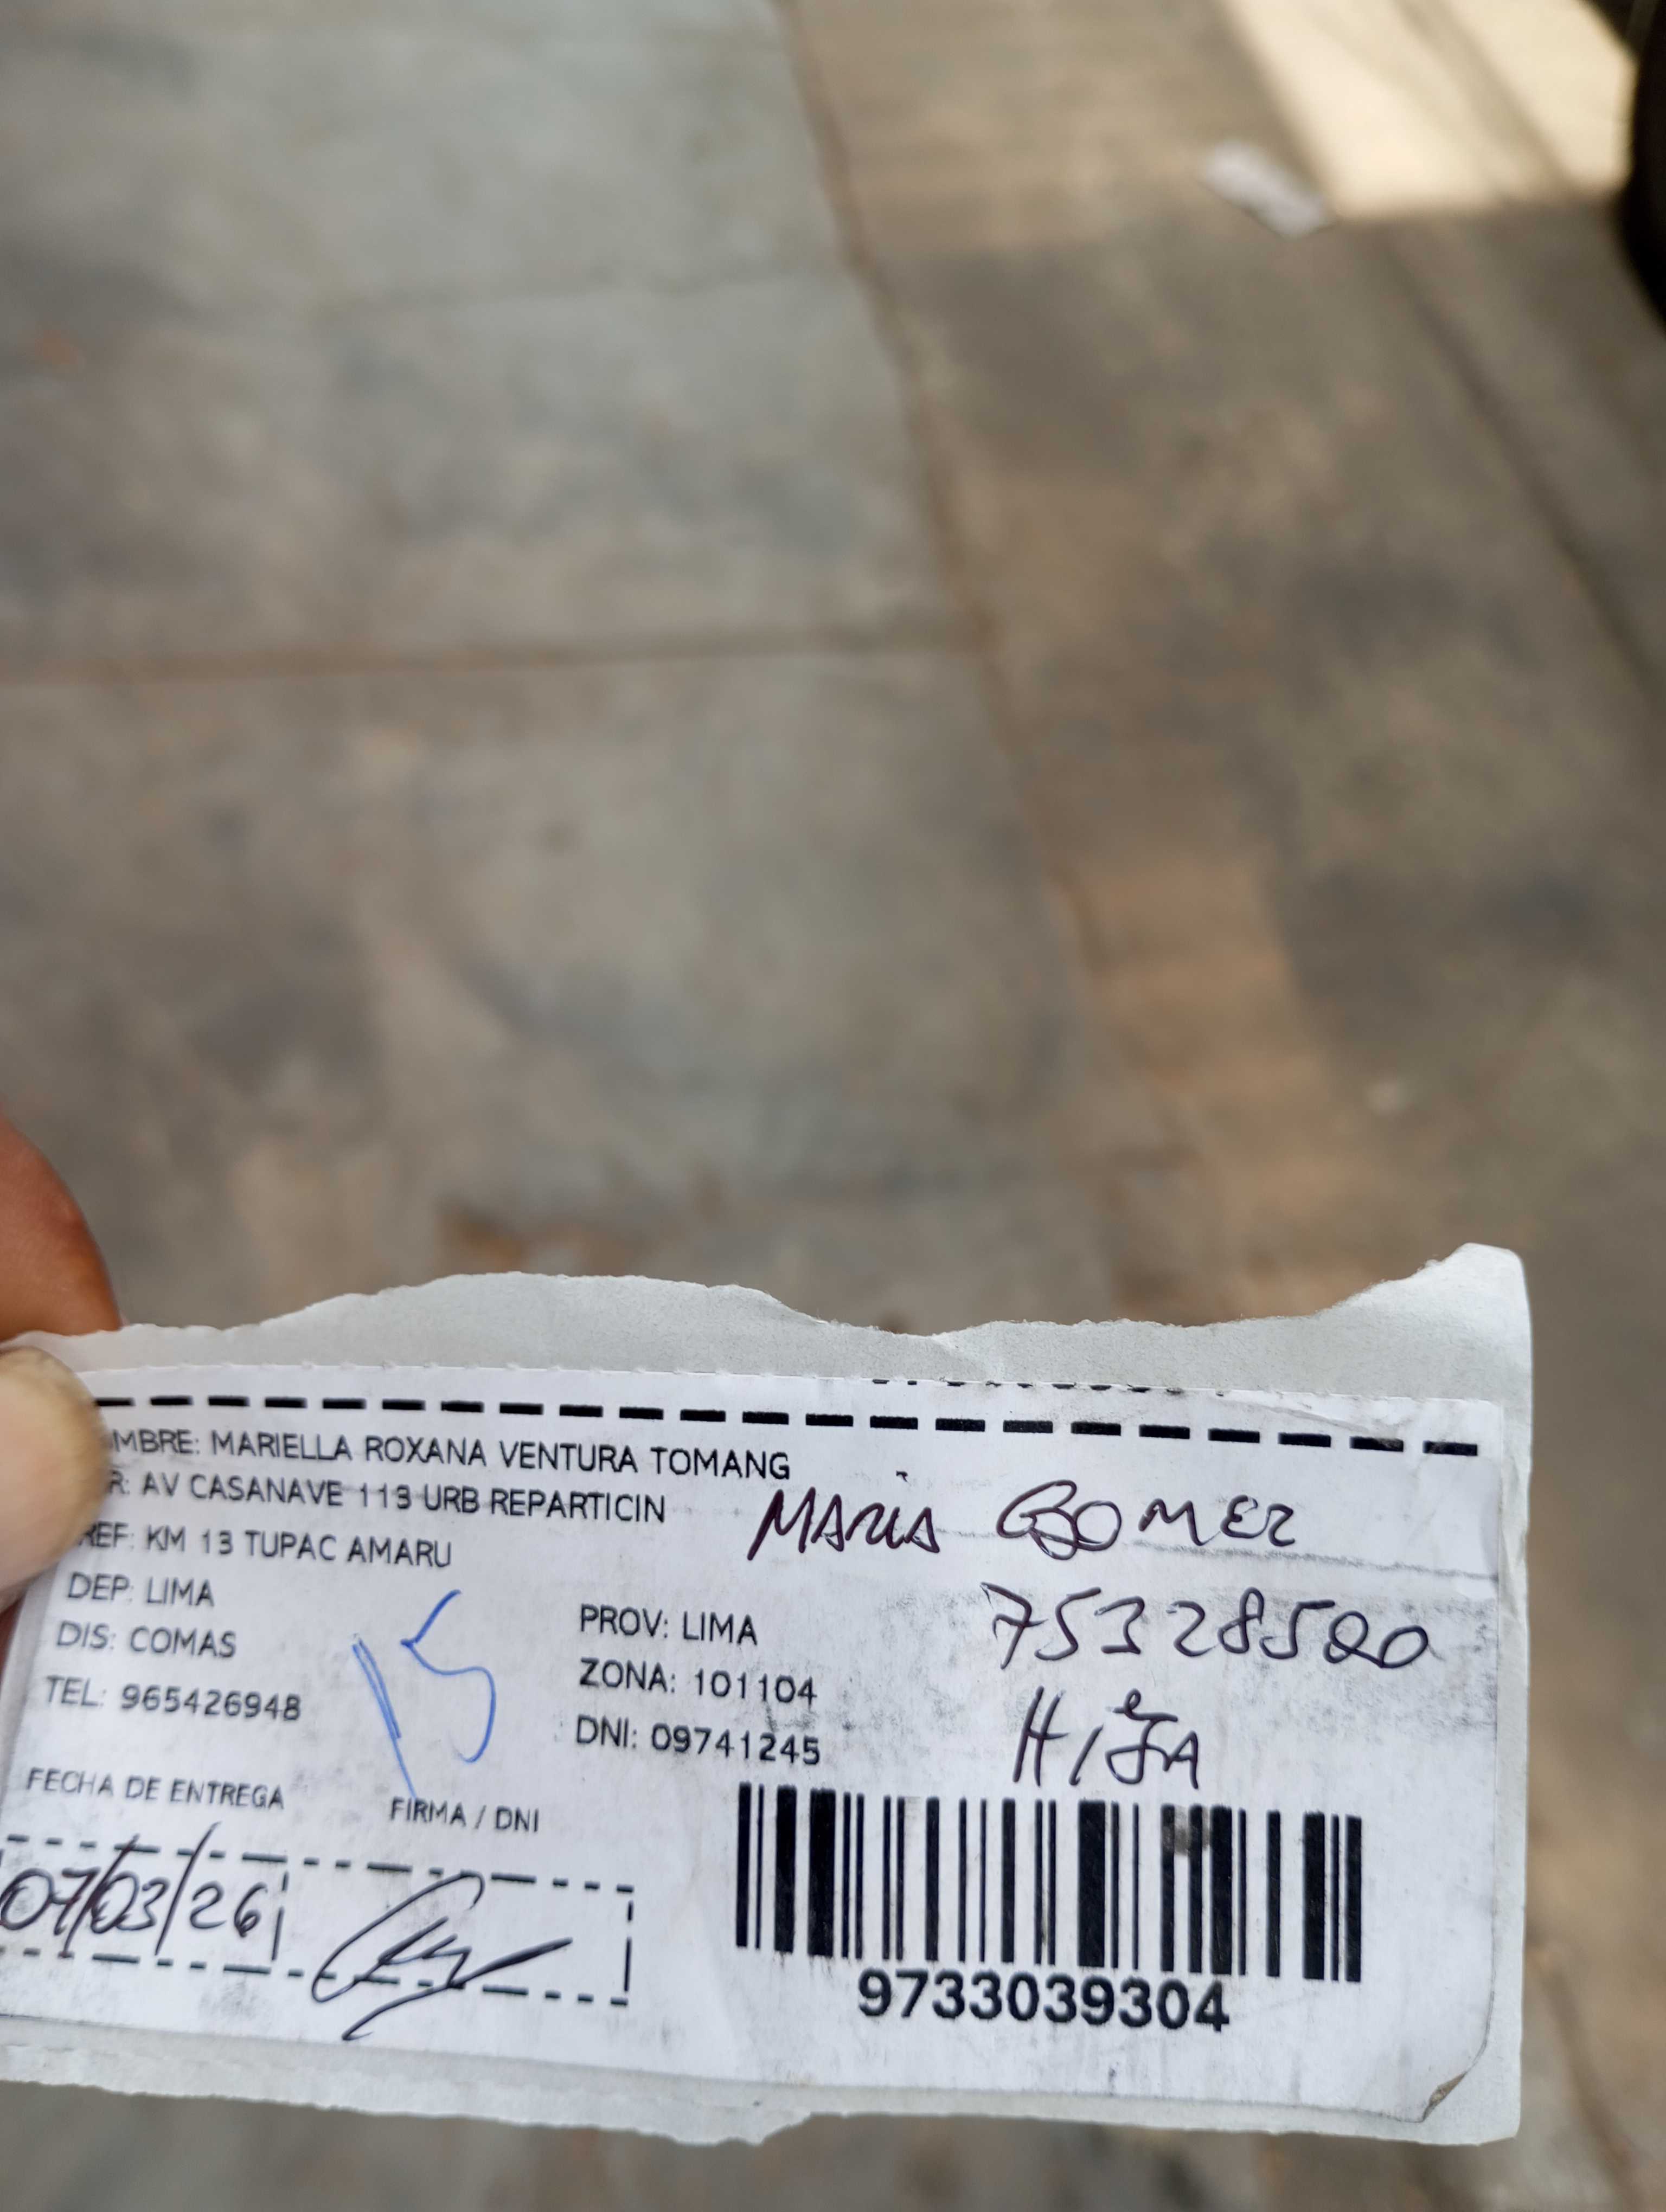 MBRE: MARIELLA ROXANA VENTURA TOMANG
R: AV CASANAVE 113 URB REPARTICIN
REF: KM 13 TUPAC AMARU
DEP: LIMA
DIS: COMAS
TEL: 965426948
15
PROV: LIMA
ZONA: 101104
DNI: 09741245
MARIA GOMEZ
75328500
HIJA
FECHA DE ENTREGA
FIRMA / DNI
07/03/26
9733039304